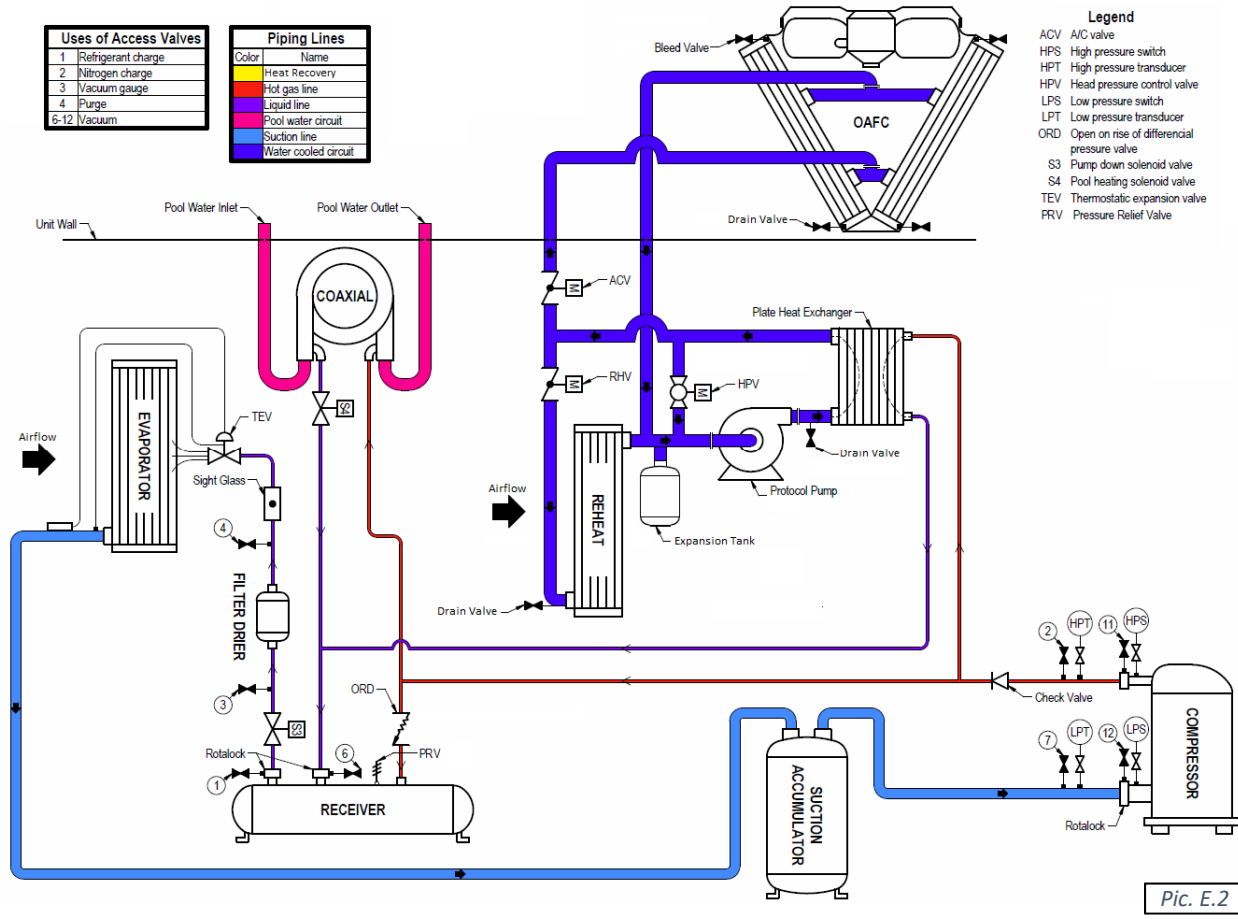 Uses of Access Valves
1 Refrigerant charge
2 Nitrogen charge
3 Vacuum gauge
4 Purge
6-12 Vacuum
Piping Lines
Color Name
Heat Recovery
Hot gas line
Liquid line
Pool water circuit
Suction line
Water cooled circuit
Legend
ACV A/C valve
HPS High pressure switch
HPT High pressure transducer
HPV Head pressure control valve
LPS Low pressure switch
LPT Low pressure transducer
ORD Open on rise of differencial
pressure valve
S3 Pump down solenoid valve
S4 Pool heating solenoid valve
TEV Thermostatic expansion valve
PRV Pressure Relief Valve
Bleed Valve
OAFC
Drain Valve
Pool Water Inlet
Pool Water Outlet
Unit Wall
COAXIAL
ACV
M
Plate Heat Exchanger
RHV
M
HPV
M
S4
TEV
Airflow
EVAPORATOR
Sight Glass
4
FILTER DRIER
3
S3
Airflow
REHEAT
Drain Valve
Protocol Pump
Expansion Tank
Drain Valve
ORD
Rotalock
6
PRV
1
RECEIVER
2
HPT
11
HPS
Check Valve
COMPRESSOR
7
LPT
12
LPS
Rotalock
SUCTION
ACCUMULATOR
Pic. E.2